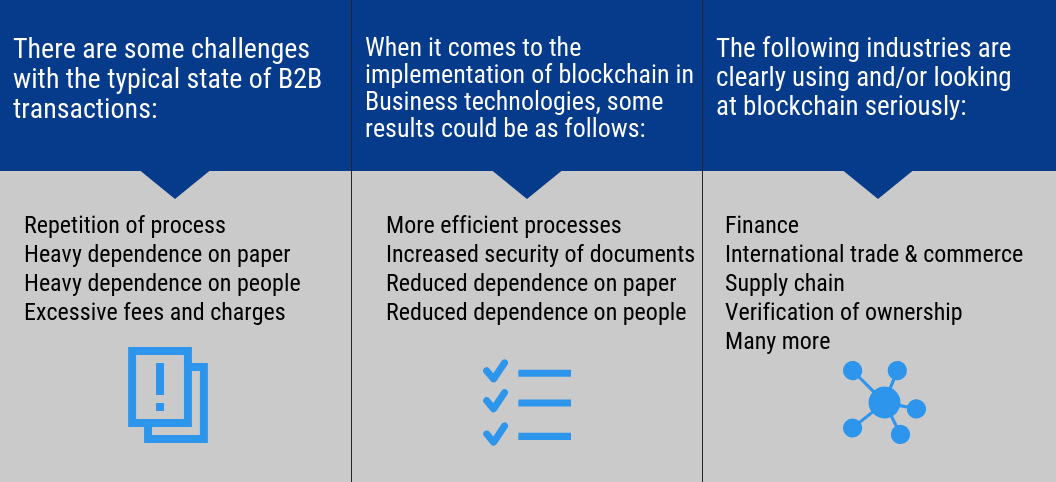 There are some challenges
with the typical state of B2B
transactions:
Repetition of process
Heavy dependence on paper
Heavy dependence on people
Excessive fees and charges
When it comes to the
implementation of blockchain in
Business technologies, some
results could be as follows:
More efficient processes
Increased security of documents
Reduced dependence on paper
Reduced dependence on people
The following industries are
clearly using and/or looking
at blockchain seriously:
Finance
International trade & commerce
Supply chain
Verification of ownership
Many more